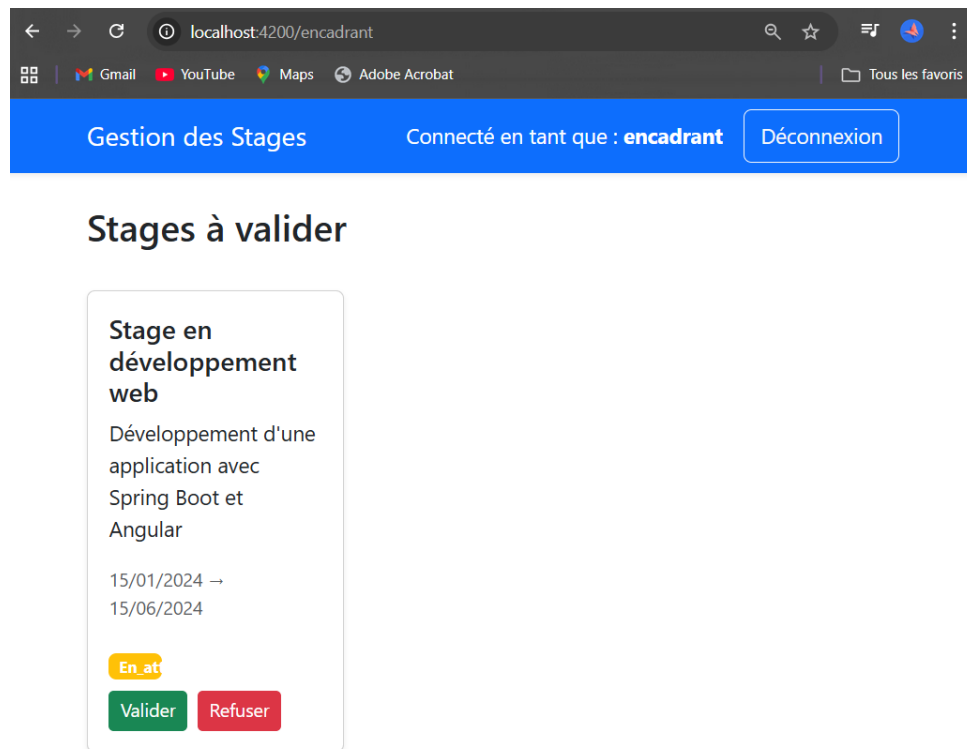 localhost:4200/encadrant
Gmail YouTube Maps Adobe Acrobat Tous les favoris
Gestion des Stages Connecté en tant que : encadrant Déconnexion
Stages à valider
Stage en
développement
web
Développement d'une
application avec
Spring Boot et
Angular
15/01/2024 →
15/06/2024
En_att
Valider Refuser